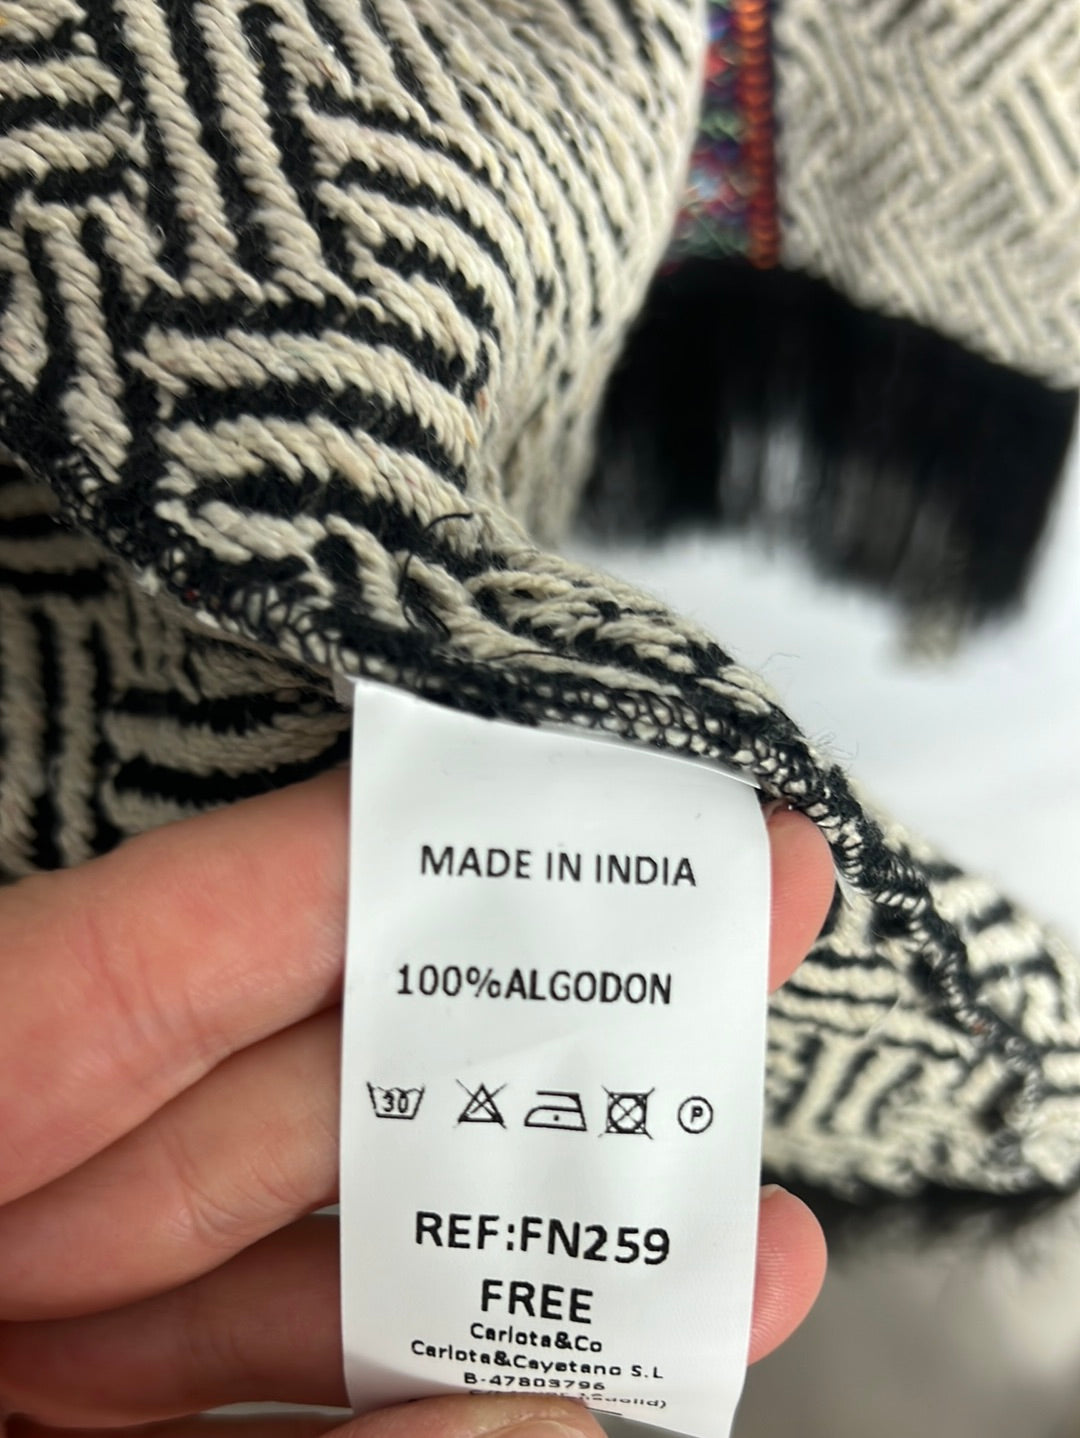 MADE IN INDIA
100%ALGODON
30
P
REF:FN259
FREE
Carlota&Co
Carlota&Cayetano S.L
B-47803796